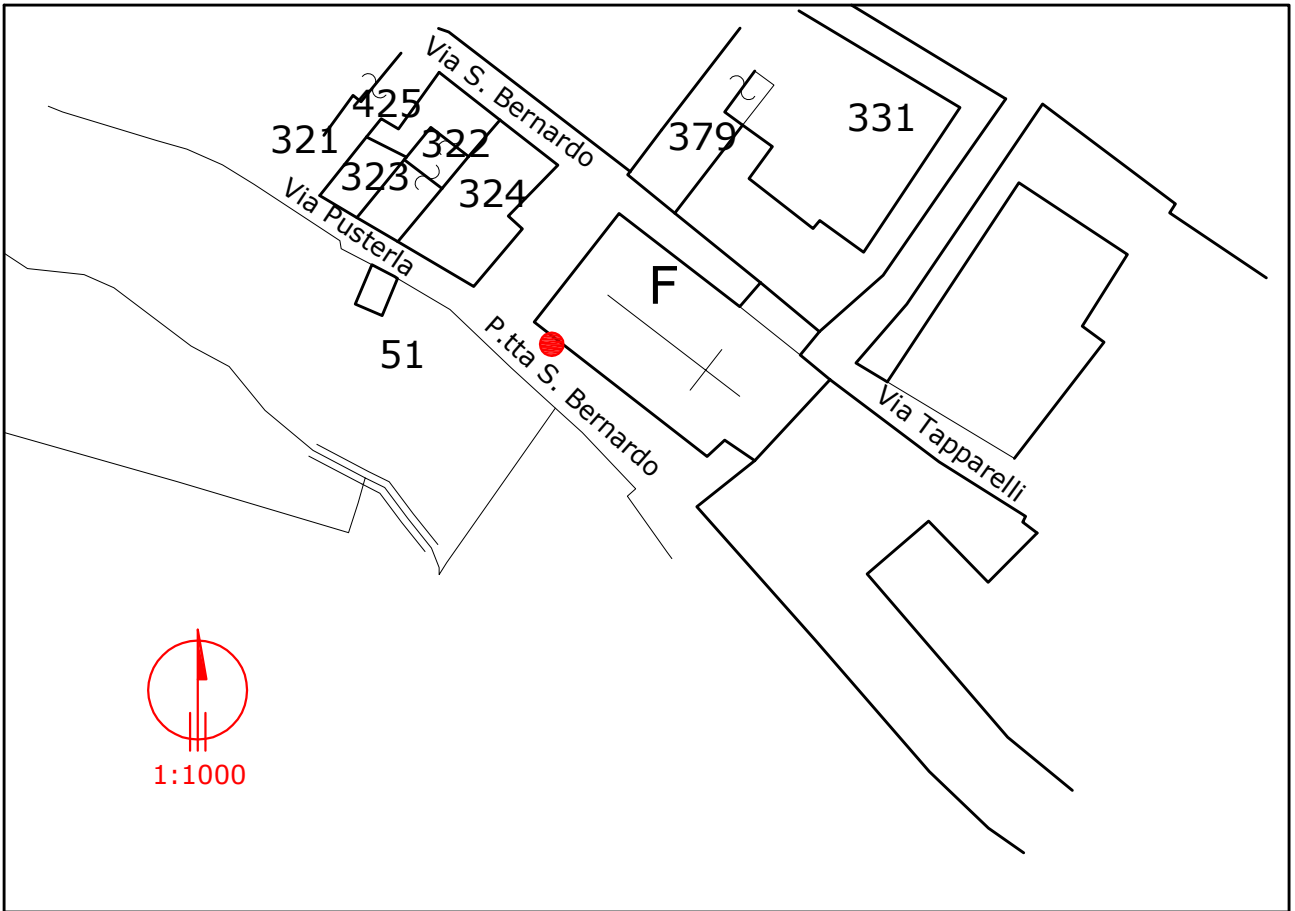 Via S. Bernardo
425
331
321
322
379
323
324
Via Pusterla
F
51
P.tta S. Bernardo
Via Tapparelli
1:1000